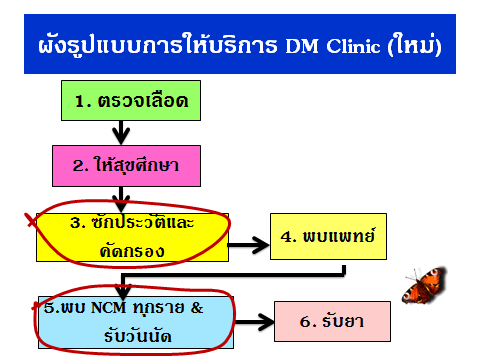 ผังรูปแบบการให้บริการ DM Clinic (ใหม่)
1. ตรวจเลือด
2. ให้สุขศึกษา
3. ซักประวัติและ
คัดกรอง
4. พบแพทย์
5.พบ NCM ทุกราย &
รับวันนัด
6. รับยา